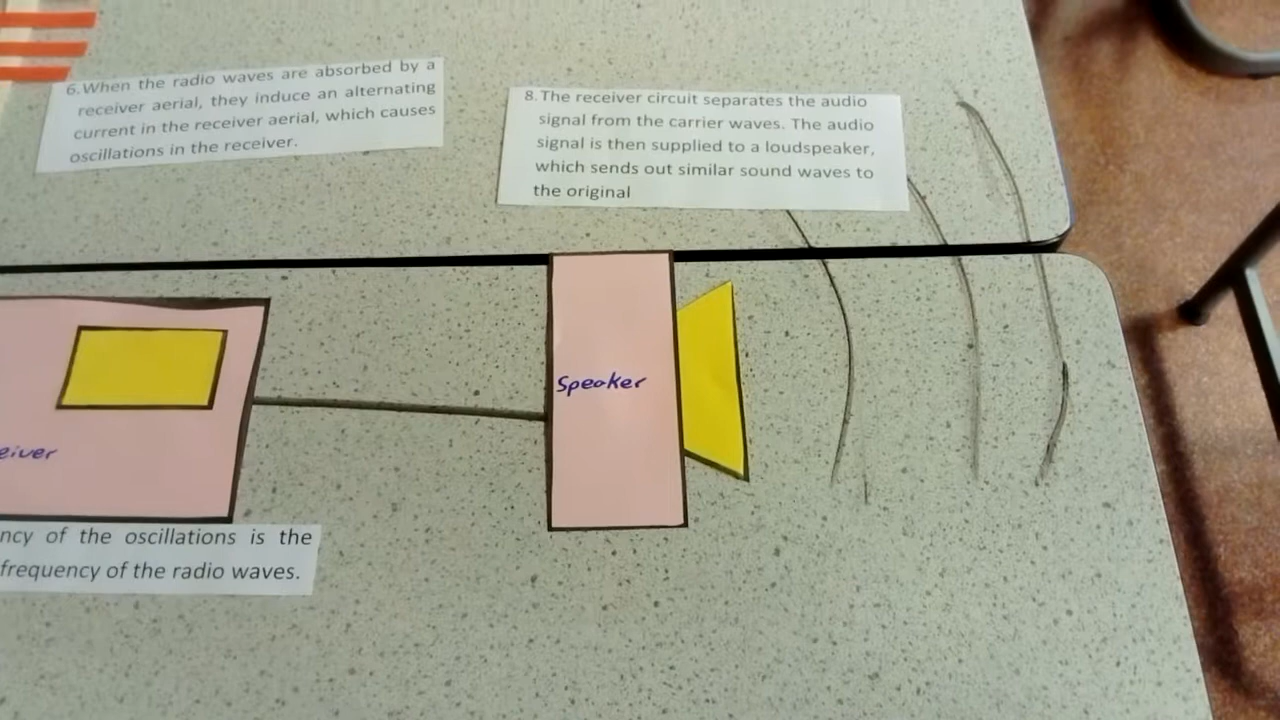 6. When the radio waves are absorbed by a
receiver aerial, they induce an alternating
current in the receiver aerial, which causes
oscillations in the receiver.
8. The receiver circuit separates the audio
signal from the carrier waves. The audio
signal is then supplied to a loudspeaker,
which sends out similar sound waves to
the original
Speaker
of the oscillations is the
frequency of the radio waves.